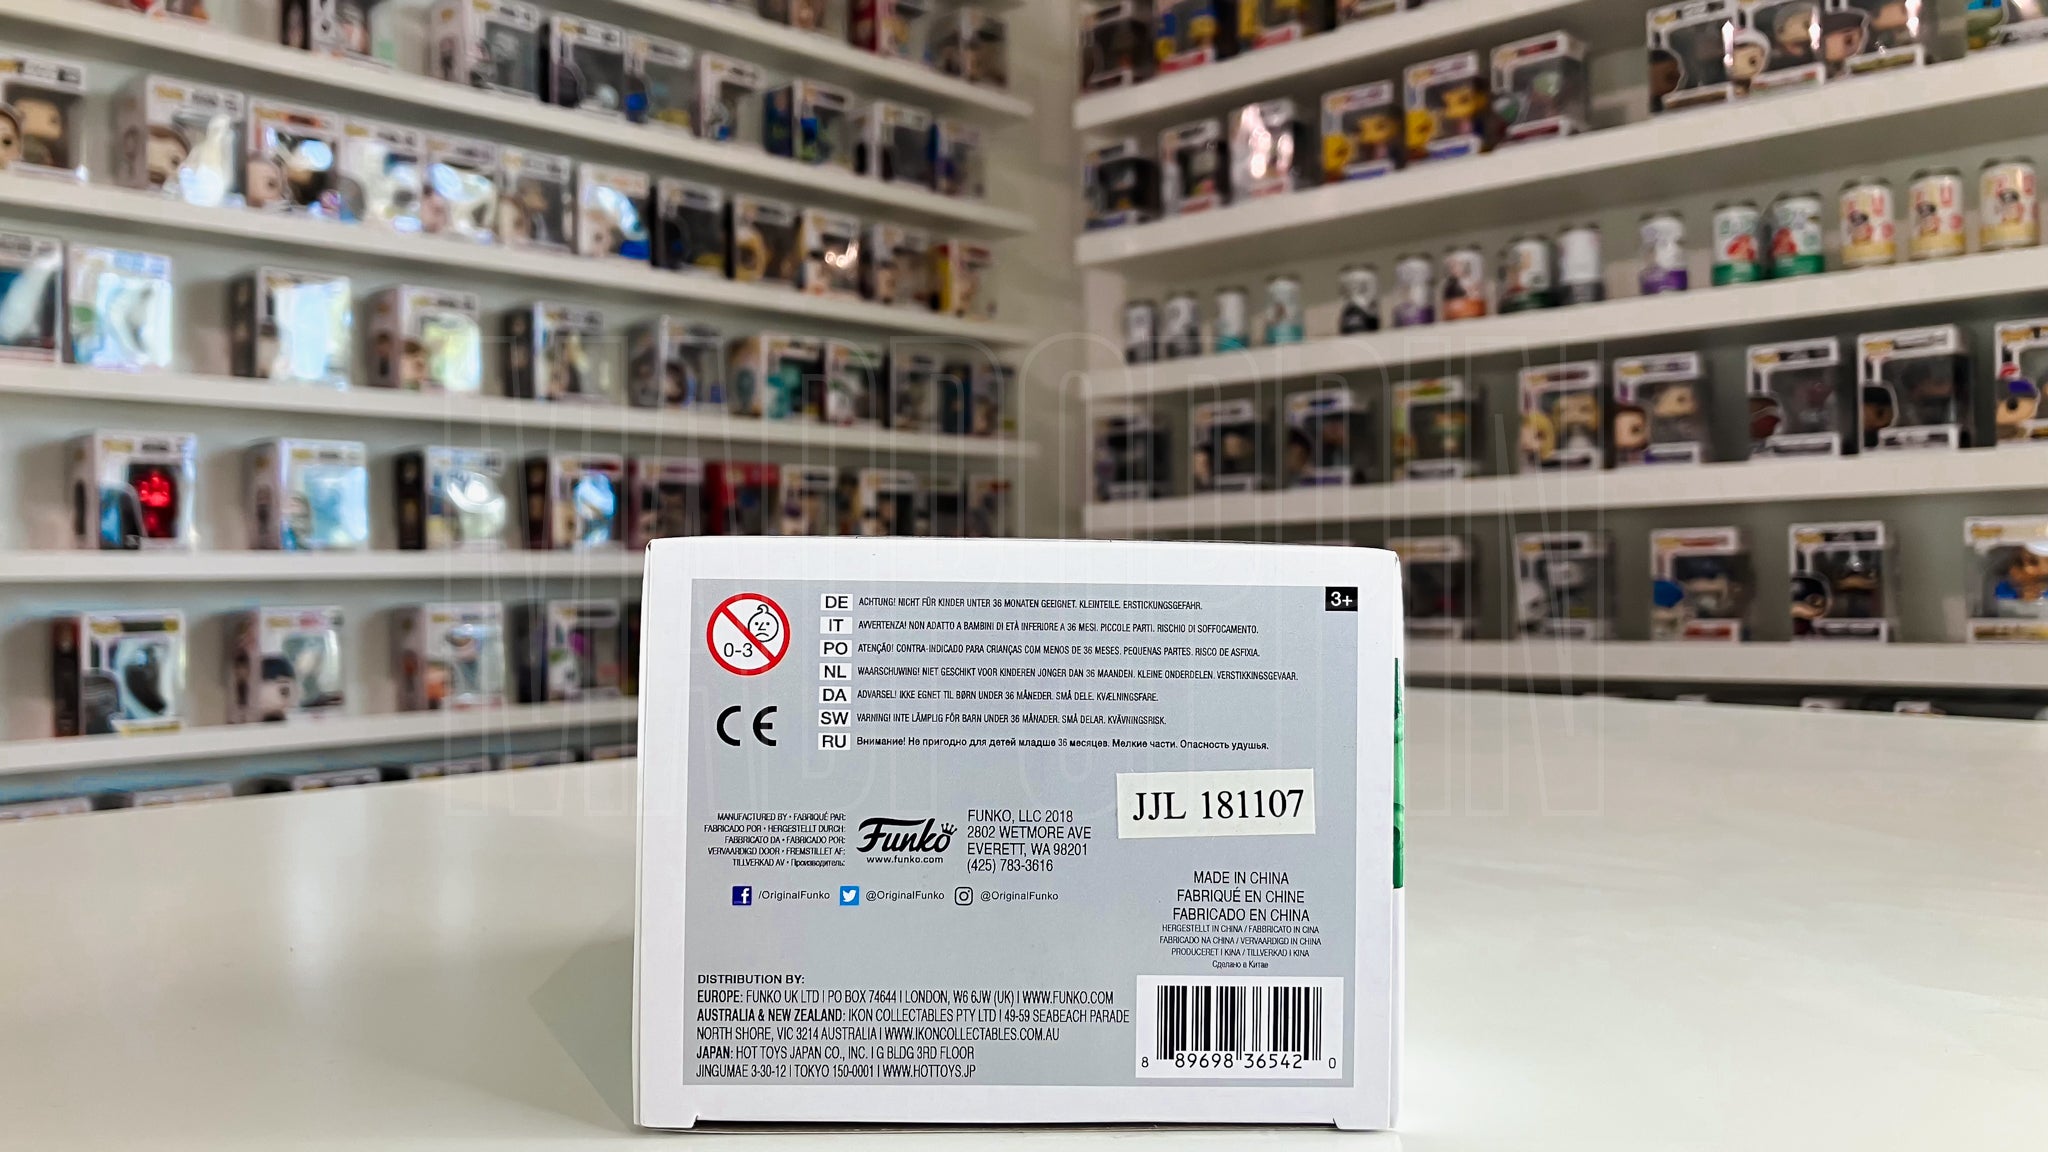 MADPOPPIN
0-3
DE ACHTUNG! NICHT FÜR KINDER UNTER 36 MONATEN GEEIGNET. KLEINTEILE. ERSTICKUNGSGEFAHR.
IT AVVERTENZA! NON ADATTO A BAMBINI DI ETÀ INFERIORE A 36 MESI. PICCOLE PARTI. RISCHIO DI SOFFOCAMENTO.
PO ATENÇÃO! CONTRA-INDICADO PARA CRIANÇAS COM MENOS DE 36 MESES. PEQUENAS PARTES. RISCO DE ASFIXIA.
NL WAARSCHUWING! NIET GESCHIKT VOOR KINDEREN JONGER DAN 36 MAANDEN. KLEINE ONDERDELEN. VERSTIKKINGSGEVAAR.
DA ADVARSEL! IKKE EGNET TIL BØRN UNDER 36 MÅNEDER. SMÅ DELE. KVÆLNINGSFARE.
SW VARNING! INTE LÄMPLIG FÖR BARN UNDER 36 MÅNADER. SMÅ DELAR. KVÄVNINGSRISK.
RU Внимание! Не пригодно для детей младше 36 месяцев. Мелкие части. Опасность удушья.
3+
CE
JJL 181107
MANUFACTURED BY • FABRIQUÉ PAR:
FABRICADO POR • HERGESTELLT DURCH:
FABBRICATO DA • FABRICADO POR:
VERVAARDIGD DOOR • FREMSTILLET AF:
TILLVERKAD AV • Производитель:
Funko
www.funko.com
FUNKO, LLC 2018
2802 WETMORE AVE
EVERETT, WA 98201
(425) 783-3616
/OriginalFunko @OriginalFunko @OriginalFunko
MADE IN CHINA
FABRIQUÉ EN CHINE
FABRICADO EN CHINA
HERGESTELLT IN CHINA / FABBRICATO IN CINA
FABRICADO NA CHINA / VERVAARDIGD IN CHINA
PRODUCERET I KINA / TILLVERKAD I KINA
Сделано в Китае
DISTRIBUTION BY:
EUROPE: FUNKO UK LTD | PO BOX 74644 | LONDON, W6 6JW (UK) | WWW.FUNKO.COM
AUSTRALIA & NEW ZEALAND: IKON COLLECTABLES PTY LTD | 49-59 SEABEACH PARADE
NORTH SHORE, VIC 3214 AUSTRALIA | WWW.IKONCOLLECTABLES.COM.AU
JAPAN: HOT TOYS JAPAN CO., INC. | G BLDG 3RD FLOOR
JINGUMAE 3-30-12 | TOKYO 150-0001 | WWW.HOTTOYS.JP
8 89698 36542 0